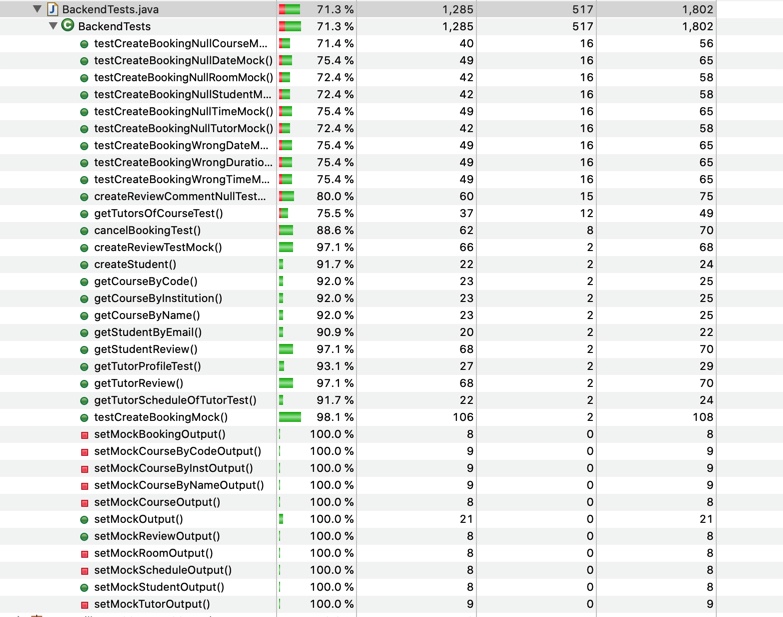 BackendTests.java 71.3 % 1,285 517 1,802
BackendTests 71.3 % 1,285 517 1,802
testCreateBookingNullCourseM... 71.4 % 40 16 56
testCreateBookingNullDateMock() 75.4 % 49 16 65
testCreateBookingNullRoomMock() 72.4 % 42 16 58
testCreateBookingNullStudentM... 72.4 % 42 16 58
testCreateBookingNullTimeMock() 75.4 % 49 16 65
testCreateBookingNullTutorMock() 72.4 % 42 16 58
testCreateBookingWrongDateM... 75.4 % 49 16 65
testCreateBookingWrongDuratio... 75.4 % 49 16 65
testCreateBookingWrongTimeM... 75.4 % 49 16 65
createReviewCommentNullTest... 80.0 % 60 15 75
getTutorsOfCourseTest() 75.5 % 37 12 49
cancelBookingTest() 88.6 % 62 8 70
createReviewTestMock() 97.1 % 66 2 68
createStudent() 91.7 % 22 2 24
getCourseByCode() 92.0 % 23 2 25
getCourseByInstitution() 92.0 % 23 2 25
getCourseByName() 92.0 % 23 2 25
getStudentByEmail() 90.9 % 20 2 22
getStudentReview() 97.1 % 68 2 70
getTutorProfileTest() 93.1 % 27 2 29
getTutorReview() 97.1 % 68 2 70
getTutorScheduleOfTutorTest() 91.7 % 22 2 24
testCreateBookingMock() 98.1 % 106 2 108
setMockBookingOutput() 100.0 % 8 0 8
setMockCourseByCodeOutput() 100.0 % 9 0 9
setMockCourseByInstOutput() 100.0 % 9 0 9
setMockCourseByNameOutput() 100.0 % 9 0 9
setMockCourseOutput() 100.0 % 8 0 8
setMockOutput() 100.0 % 21 0 21
setMockReviewOutput() 100.0 % 8 0 8
setMockRoomOutput() 100.0 % 8 0 8
setMockScheduleOutput() 100.0 % 8 0 8
setMockStudentOutput() 100.0 % 8 0 8
setMockTutorOutput() 100.0 % 9 0 9